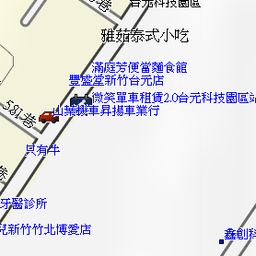 台元科技園區
雅茹泰式小吃
滿庭芳便當麵食館
豐盛堂新竹台元店
微笑單車租賃2.0台元科技園區站
山葉機車昇揚車業行
581巷
只有牛
巷
牙醫診所
兒新竹竹北博愛店
鑫創科